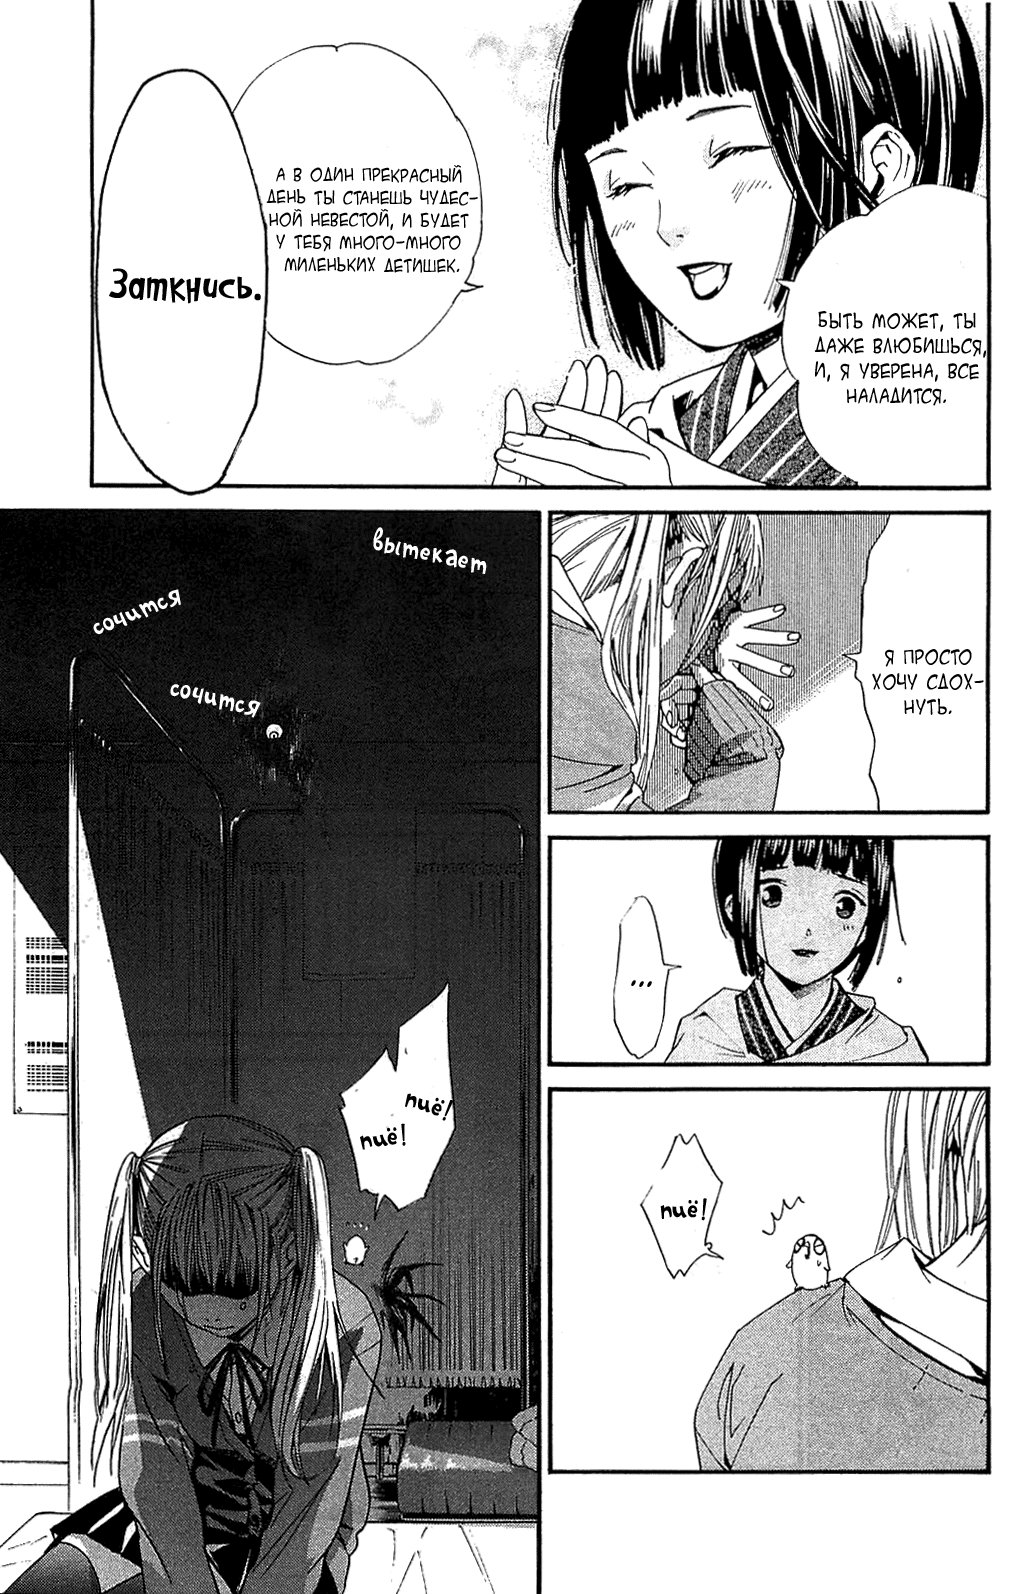 Быть может, ты
даже влюбишься,
и, я уверена, все
наладится.
А в один прекрасный
день ты станешь чудес-
ной невестой, и будет
у тебя много-много
миленьких детишек.
Заткнись.
Я просто
хочу сдох-
нуть.
...
пиё!
вытекает
сочится
сочится
пиё!
пиё!